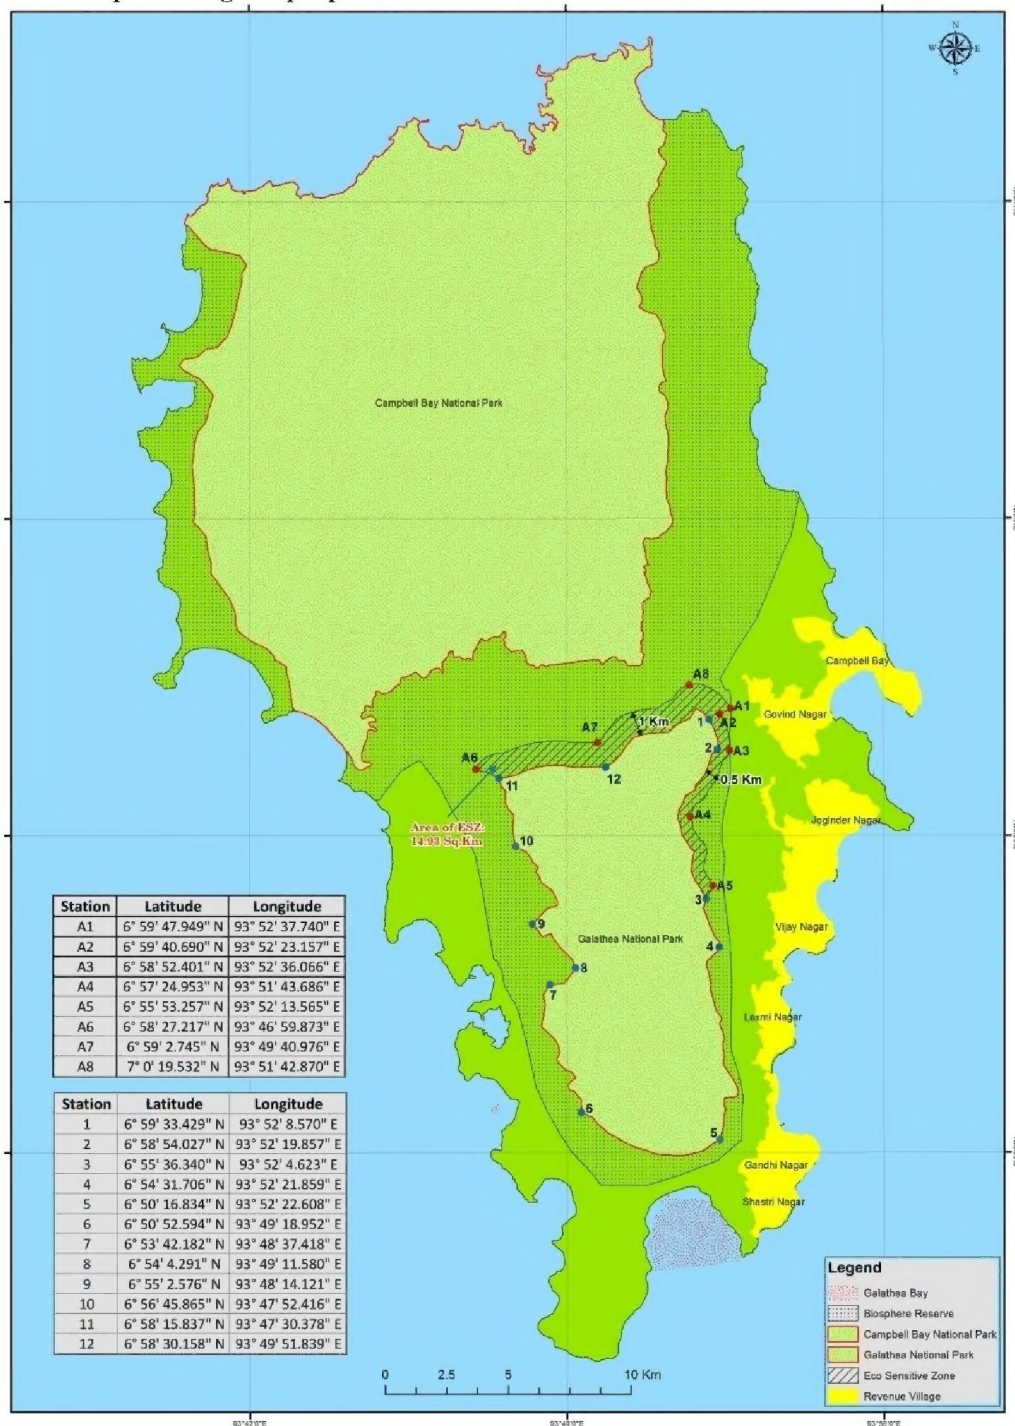 N
W E
S
Campbell Bay National Park
Campbell Bay
A8
A1
Govind Nagar
1 Km
1
A2
A7
2
A3
A6
12
0.5 Km
11
Joginder Nagar
A4
Area of ESZ:
14.93 Sq.Km
10
A5
3
Vijay Nagar
9
Galathea National Park
4
8
7
Laxmi Nagar
6
5
Gandhi Nagar
Shastri Nagar
Station Latitude Longitude
A1 6° 59' 47.949" N 93° 52' 37.740" E
A2 6° 59' 40.690" N 93° 52' 23.157" E
A3 6° 58' 52.401" N 93° 52' 36.066" E
A4 6° 57' 24.953" N 93° 51' 43.686" E
A5 6° 55' 53.257" N 93° 52' 13.565" E
A6 6° 58' 27.217" N 93° 46' 59.873" E
A7 6° 59' 2.745" N 93° 49' 40.976" E
A8 7° 0' 19.532" N 93° 51' 42.870" E
Station Latitude Longitude
1 6° 59' 33.429" N 93° 52' 8.570" E
2 6° 58' 54.027" N 93° 52' 19.857" E
3 6° 55' 36.340" N 93° 52' 4.623" E
4 6° 54' 31.706" N 93° 52' 21.859" E
5 6° 50' 16.834" N 93° 52' 22.608" E
6 6° 50' 52.594" N 93° 49' 18.952" E
7 6° 53' 42.182" N 93° 48' 37.418" E
8 6° 54' 4.291" N 93° 49' 11.580" E
9 6° 55' 2.576" N 93° 48' 14.121" E
10 6° 56' 45.865" N 93° 47' 52.416" E
11 6° 58' 15.837" N 93° 47' 30.378" E
12 6° 58' 30.158" N 93° 49' 51.839" E
Legend
Galathea Bay
Biosphere Reserve
Campbell Bay National Park
Galathea National Park
Eco Sensitive Zone
Revenue Village
0 2.5 5 10 Km